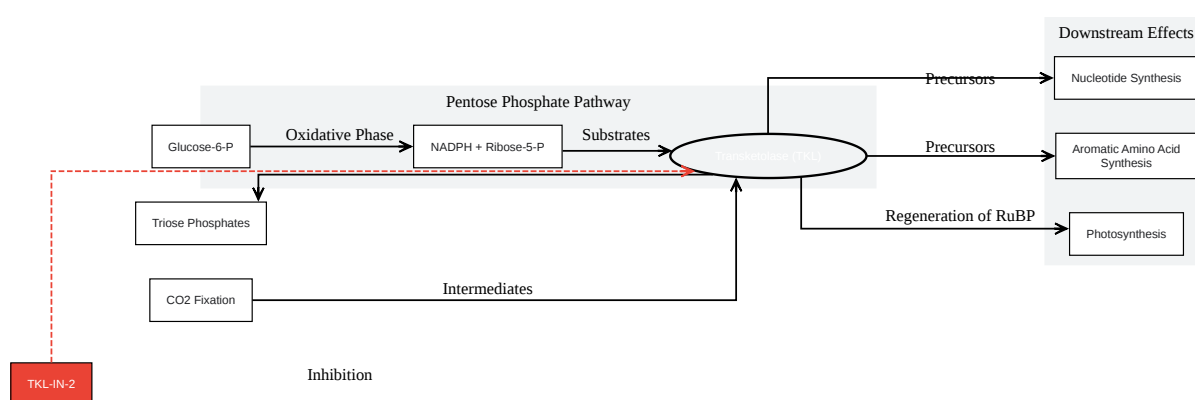 Downstream Effects
Precursors
Nucleotide Synthesis
Pentose Phosphate Pathway
Glucose-6-P
Oxidative Phase
NADPH + Ribose-5-P
Substrates
Transketolase (TKL)
Precursors
Aromatic Amino Acid
Synthesis
Triose Phosphates
Regeneration of RuBP
Photosynthesis
CO2 Fixation
Intermediates
TKL-IN-2
Inhibition